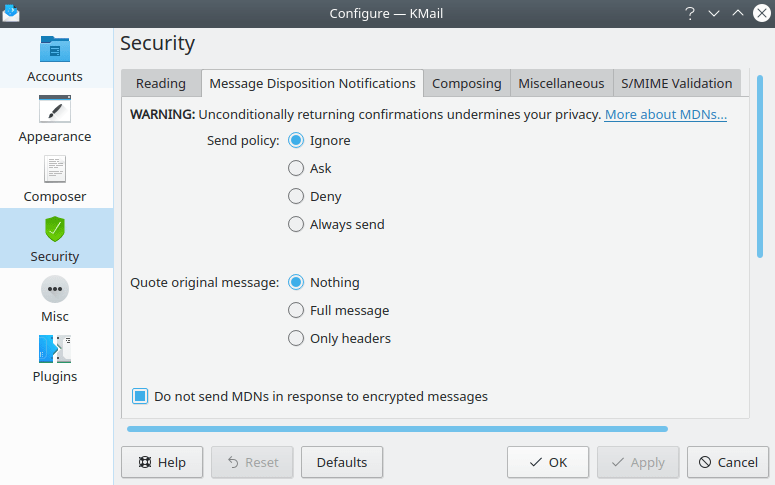 Configure — KMail
Accounts
Appearance
Composer
Security
Misc
Plugins
Security
Reading Message Disposition Notifications Composing Miscellaneous S/MIME Validation
WARNING: Unconditionally returning confirmations undermines your privacy. More about MDNs...
Send policy: Ignore
Ask
Deny
Always send
Quote original message: Nothing
Full message
Only headers
Do not send MDNs in response to encrypted messages
Help Reset Defaults OK Apply Cancel